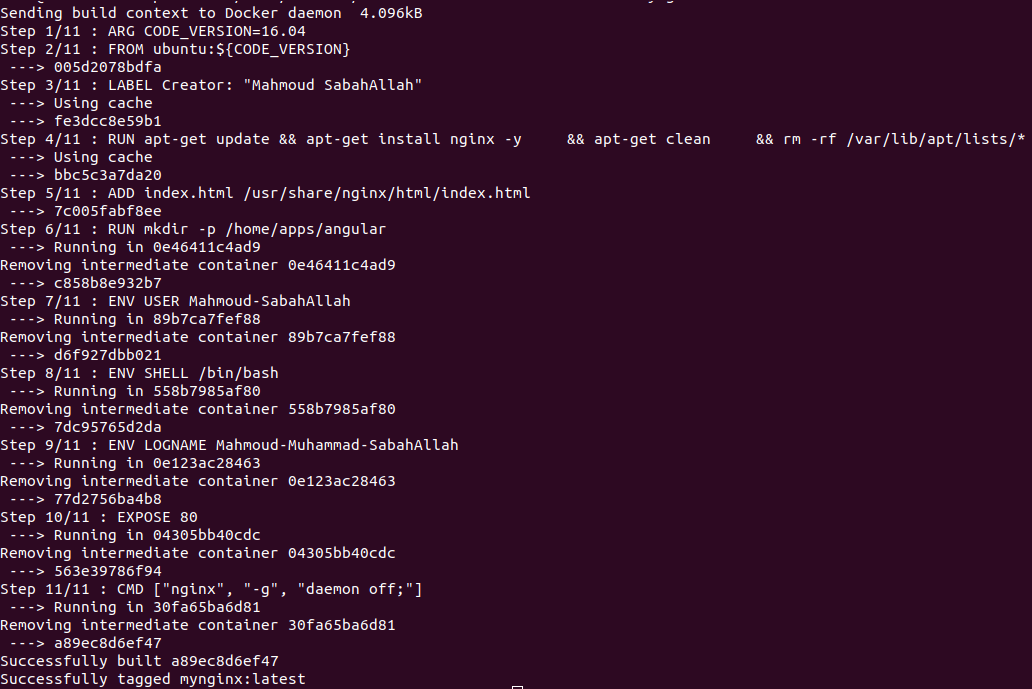 Sending build context to Docker daemon  4.096kB
Step 1/11 : ARG CODE_VERSION=16.04
Step 2/11 : FROM ubuntu:${CODE_VERSION}
 ---> 005d2078bdfa
Step 3/11 : LABEL Creator: "Mahmoud SabahAllah"
 ---> Using cache
 ---> fe3dcc8e59b1
Step 4/11 : RUN apt-get update && apt-get install nginx -y     && apt-get clean     && rm -rf /var/lib/apt/lists/*
 ---> Using cache
 ---> bbc5c3a7da20
Step 5/11 : ADD index.html /usr/share/nginx/html/index.html
 ---> 7c005fabf8ee
Step 6/11 : RUN mkdir -p /home/apps/angular
 ---> Running in 0e46411c4ad9
Removing intermediate container 0e46411c4ad9
 ---> c858b8e932b7
Step 7/11 : ENV USER Mahmoud-SabahAllah
 ---> Running in 89b7ca7fef88
Removing intermediate container 89b7ca7fef88
 ---> d6f927dbb021
Step 8/11 : ENV SHELL /bin/bash
 ---> Running in 558b7985af80
Removing intermediate container 558b7985af80
 ---> 7dc95765d2da
Step 9/11 : ENV LOGNAME Mahmoud-Muhammad-SabahAllah
 ---> Running in 0e123ac28463
Removing intermediate container 0e123ac28463
 ---> 77d2756ba4b8
Step 10/11 : EXPOSE 80
 ---> Running in 04305bb40cdc
Removing intermediate container 04305bb40cdc
 ---> 563e39786f94
Step 11/11 : CMD ["nginx", "-g", "daemon off;"]
 ---> Running in 30fa65ba6d81
Removing intermediate container 30fa65ba6d81
 ---> a89ec8d6ef47
Successfully built a89ec8d6ef47
Successfully tagged mynginx:latest